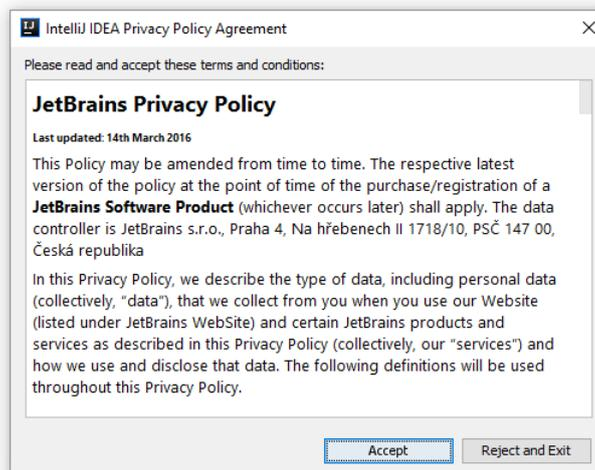 IJ
IntelliJ IDEA Privacy Policy Agreement
Please read and accept these terms and conditions:
JetBrains Privacy Policy
Last updated: 14th March 2016
This Policy may be amended from time to time. The respective latest
version of the policy at the point of time of the purchase/registration of a
JetBrains Software Product (whichever occurs later) shall apply. The data
controller is JetBrains s.r.o., Praha 4, Na hřebenech II 1718/10, PSČ 147 00,
Česká republika
In this Privacy Policy, we describe the type of data, including personal data
(collectively, “data”), that we collect from you when you use our Website
(listed under JetBrains WebSite) and certain JetBrains products and
services as described in this Privacy Policy (collectively, our “services”) and
how we use and disclose that data. The following definitions will be used
throughout this Privacy Policy.
Accept
Reject and Exit